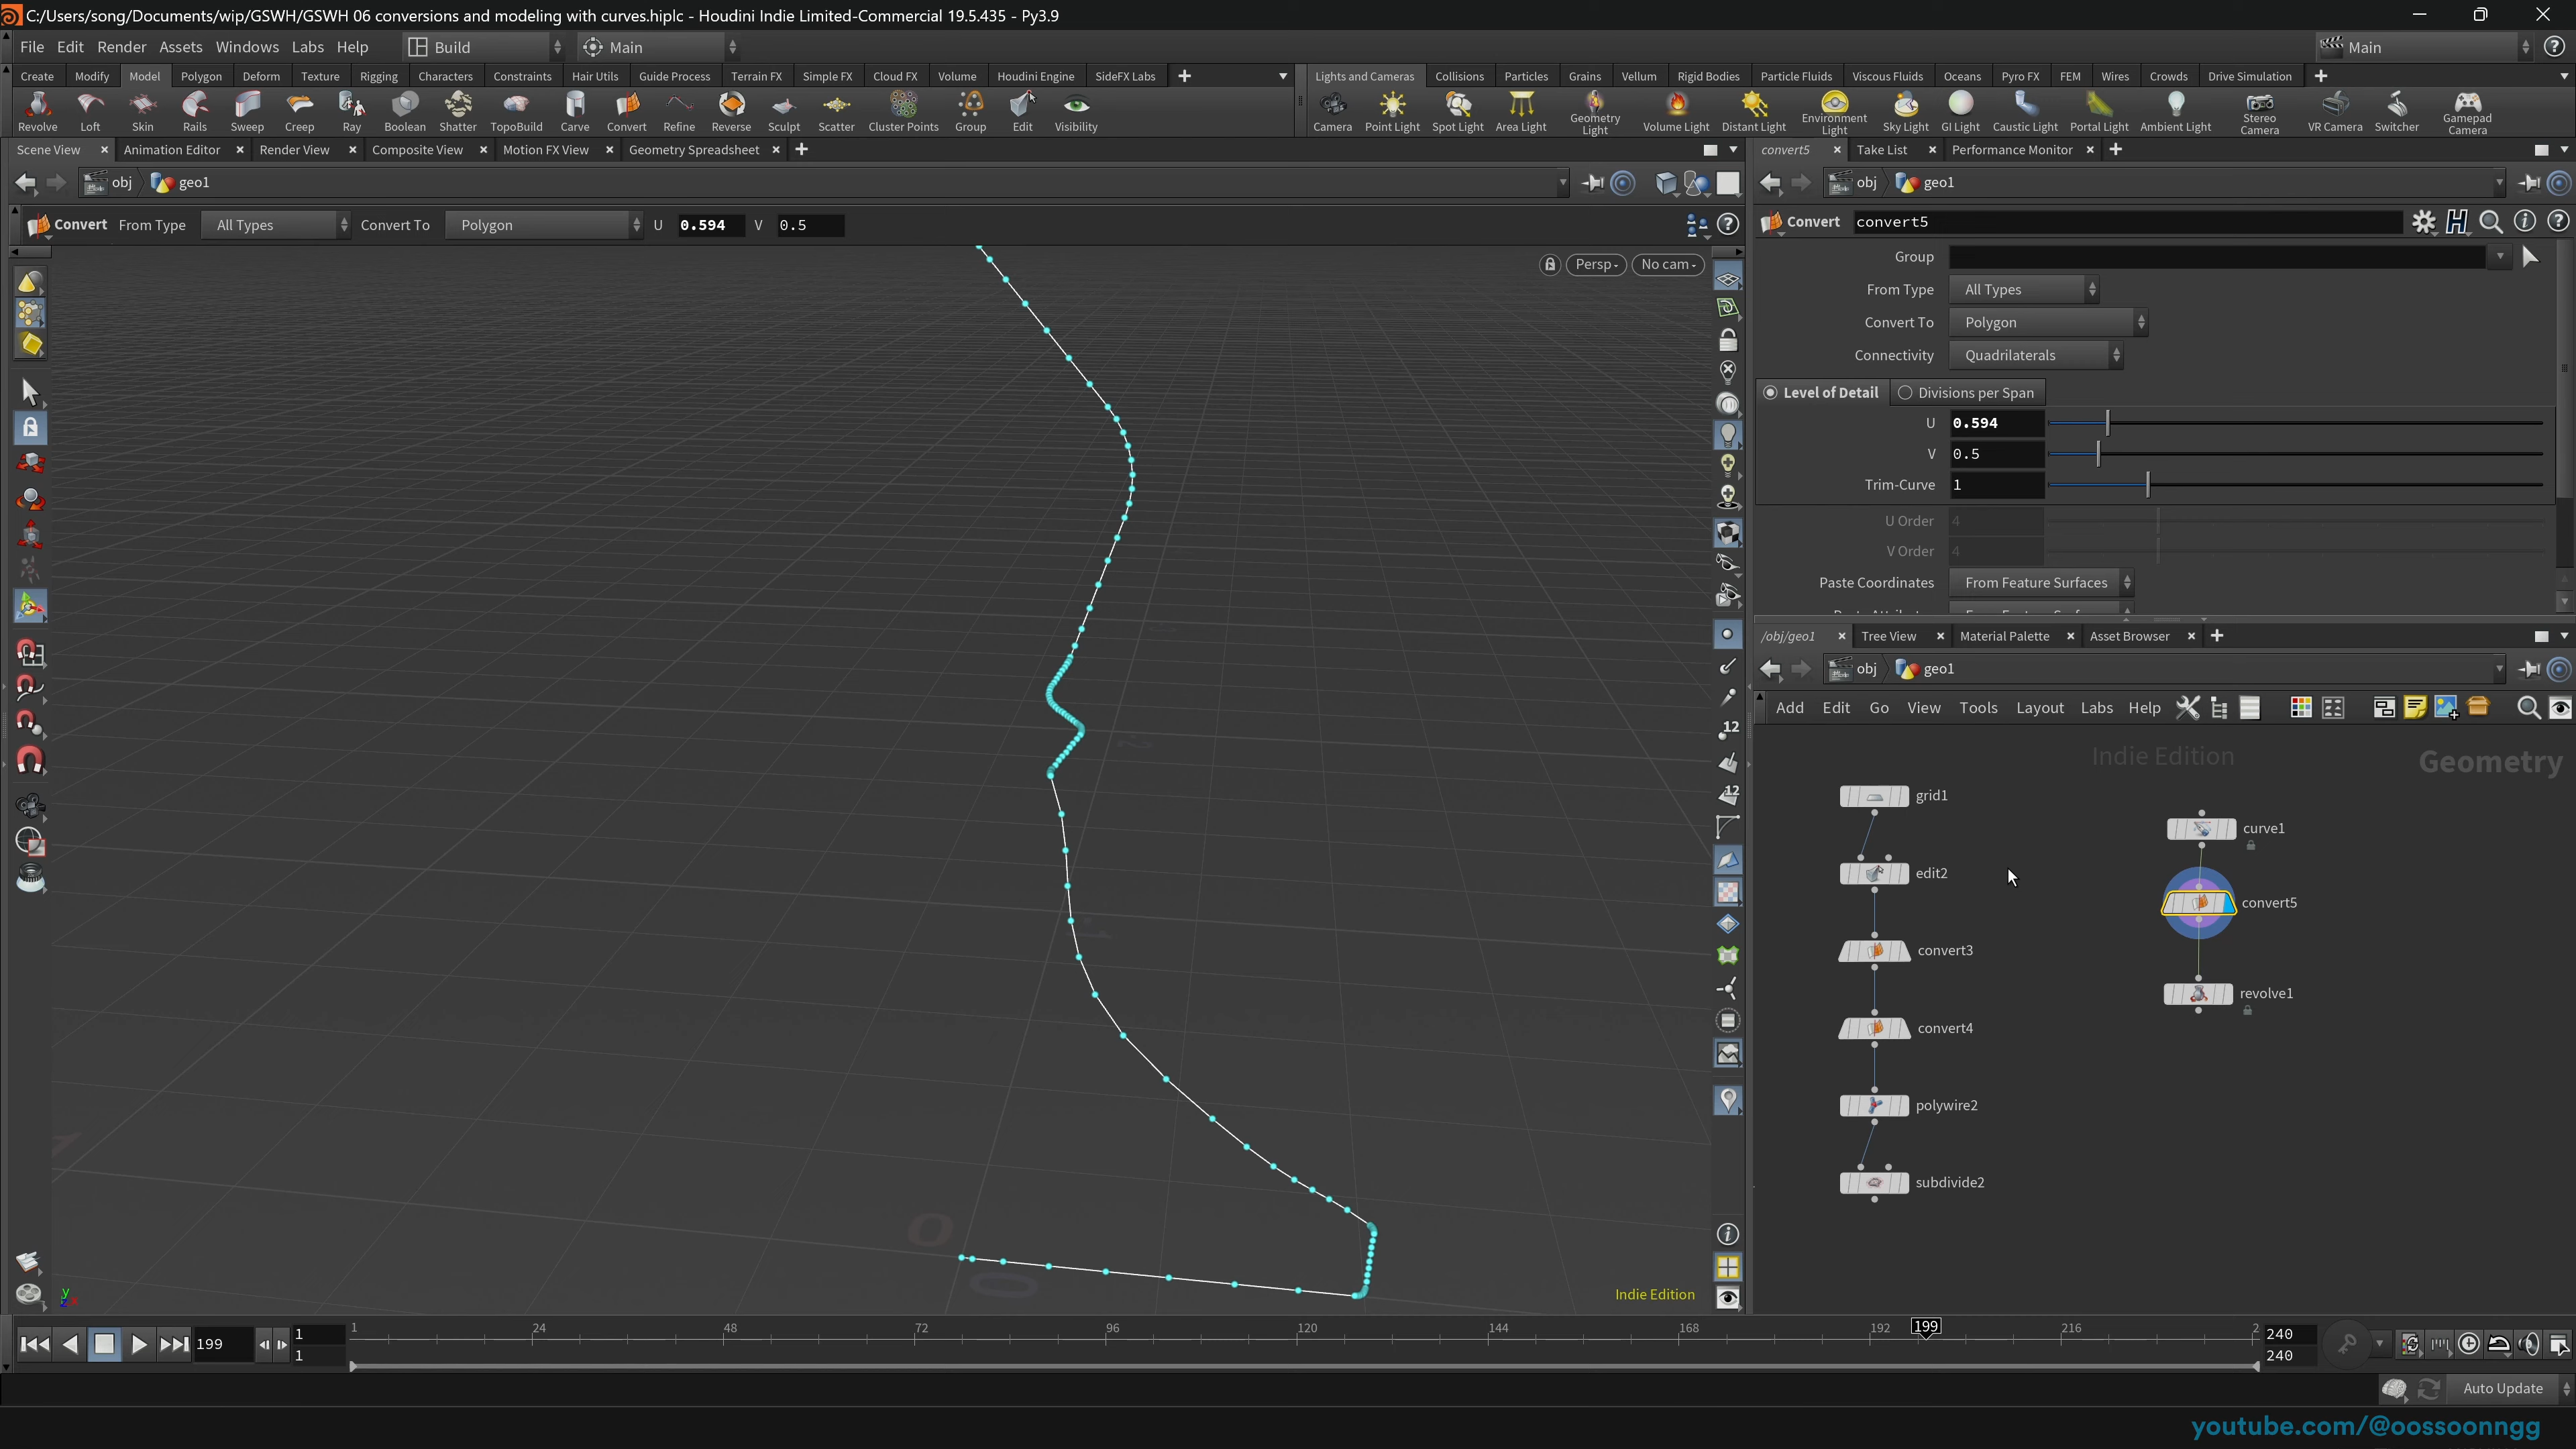 C:/Users/song/Documents/wip/GSWH/GSWH 06 conversions and modeling with curves.hiplc - Houdini Indie Limited-Commercial 19.5.435 - Py3.9
File Edit Render Assets Windows Labs Help Build Main Main
Create Modify Model Polygon Deform Texture Rigging Characters Constraints Hair Utils Guide Process Terrain FX Simple FX Cloud FX Volume Houdini Engine SideFX Labs
Lights and Cameras Collisions Particles Grains Vellum Rigid Bodies Particle Fluids Viscous Fluids Oceans Pyro FX FEM Wires Crowds Drive Simulation
Revolve Loft Skin Rails Sweep Creep Ray Boolean Shatter TopoBuild Carve Convert Refine Reverse Sculpt Scatter Cluster Points Group Edit Visibility
Camera Point Light Spot Light Area Light Geometry Light Volume Light Distant Light Environment Light Sky Light GI Light Caustic Light Portal Light Ambient Light Stereo Camera VR Camera Switcher Gamepad Camera
Scene View Animation Editor Render View Composite View Motion FX View Geometry Spreadsheet
convert5 Take List Performance Monitor
obj geo1
obj geo1
Convert From Type All Types Convert To Polygon U 0.594 V 0.5
Convert convert5
Persp No cam
Group
From Type All Types
Convert To Polygon
Connectivity Quadrilaterals
Level of Detail Divisions per Span
U 0.594
V 0.5
Trim-Curve 1
U Order 4
V Order 4
Paste Coordinates From Feature Surfaces
/obj/geo1 Tree View Material Palette Asset Browser
obj geo1
Add Edit Go View Tools Layout Labs Help
12
12
Indie Edition
Geometry
grid1
curve1
edit2
convert5
convert3
revolve1
convert4
polywire2
subdivide2
0
0
y
Indie Edition
199 1 1
1 24 48 72 96 120 144 168 192 199 216 2
240 240
Auto Update
youtube.com/@oossoonngg